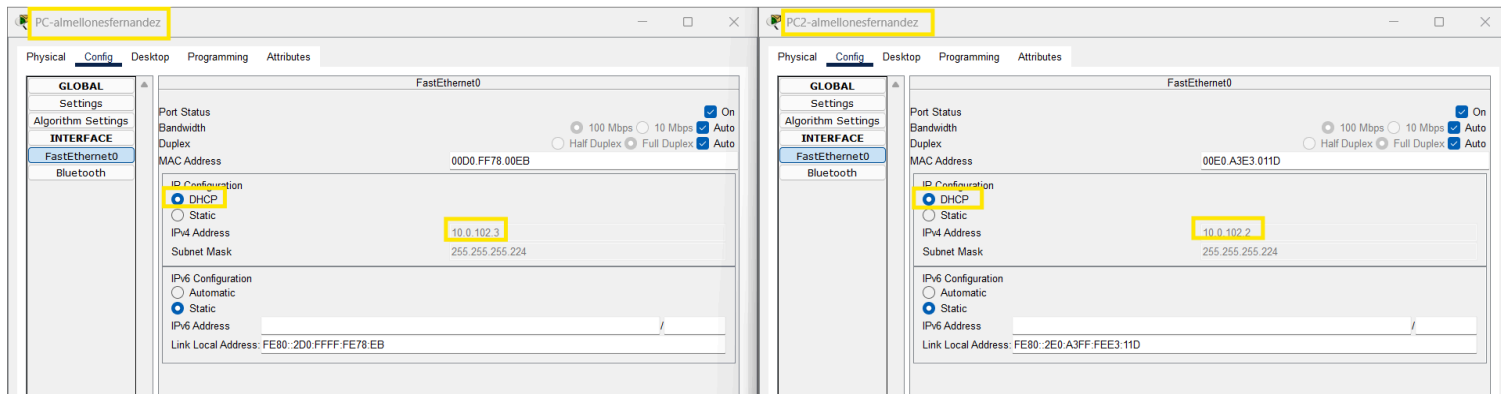 PC-almellonesfernandez
Physical Config Desktop Programming Attributes
GLOBAL
Settings
Algorithm Settings
INTERFACE
FastEthernet0
Bluetooth
FastEthernet0
Port Status On
Bandwidth 100 Mbps 10 Mbps Auto
Duplex Half Duplex Full Duplex Auto
MAC Address 00D0.FF78.00EB
IP Configuration
DHCP
Static
IPv4 Address 10.0.102.3
Subnet Mask 255.255.255.224
IPv6 Configuration
Automatic
Static
IPv6 Address /
Link Local Address: FE80::2D0:FFFF:FE78:EB
PC2-almellonesfernandez
Physical Config Desktop Programming Attributes
GLOBAL
Settings
Algorithm Settings
INTERFACE
FastEthernet0
Bluetooth
FastEthernet0
Port Status On
Bandwidth 100 Mbps 10 Mbps Auto
Duplex Half Duplex Full Duplex Auto
MAC Address 00E0.A3E3.011D
IP Configuration
DHCP
Static
IPv4 Address 10.0.102.2
Subnet Mask 255.255.255.224
IPv6 Configuration
Automatic
Static
IPv6 Address /
Link Local Address: FE80::2E0:A3FF:FEE3:11D